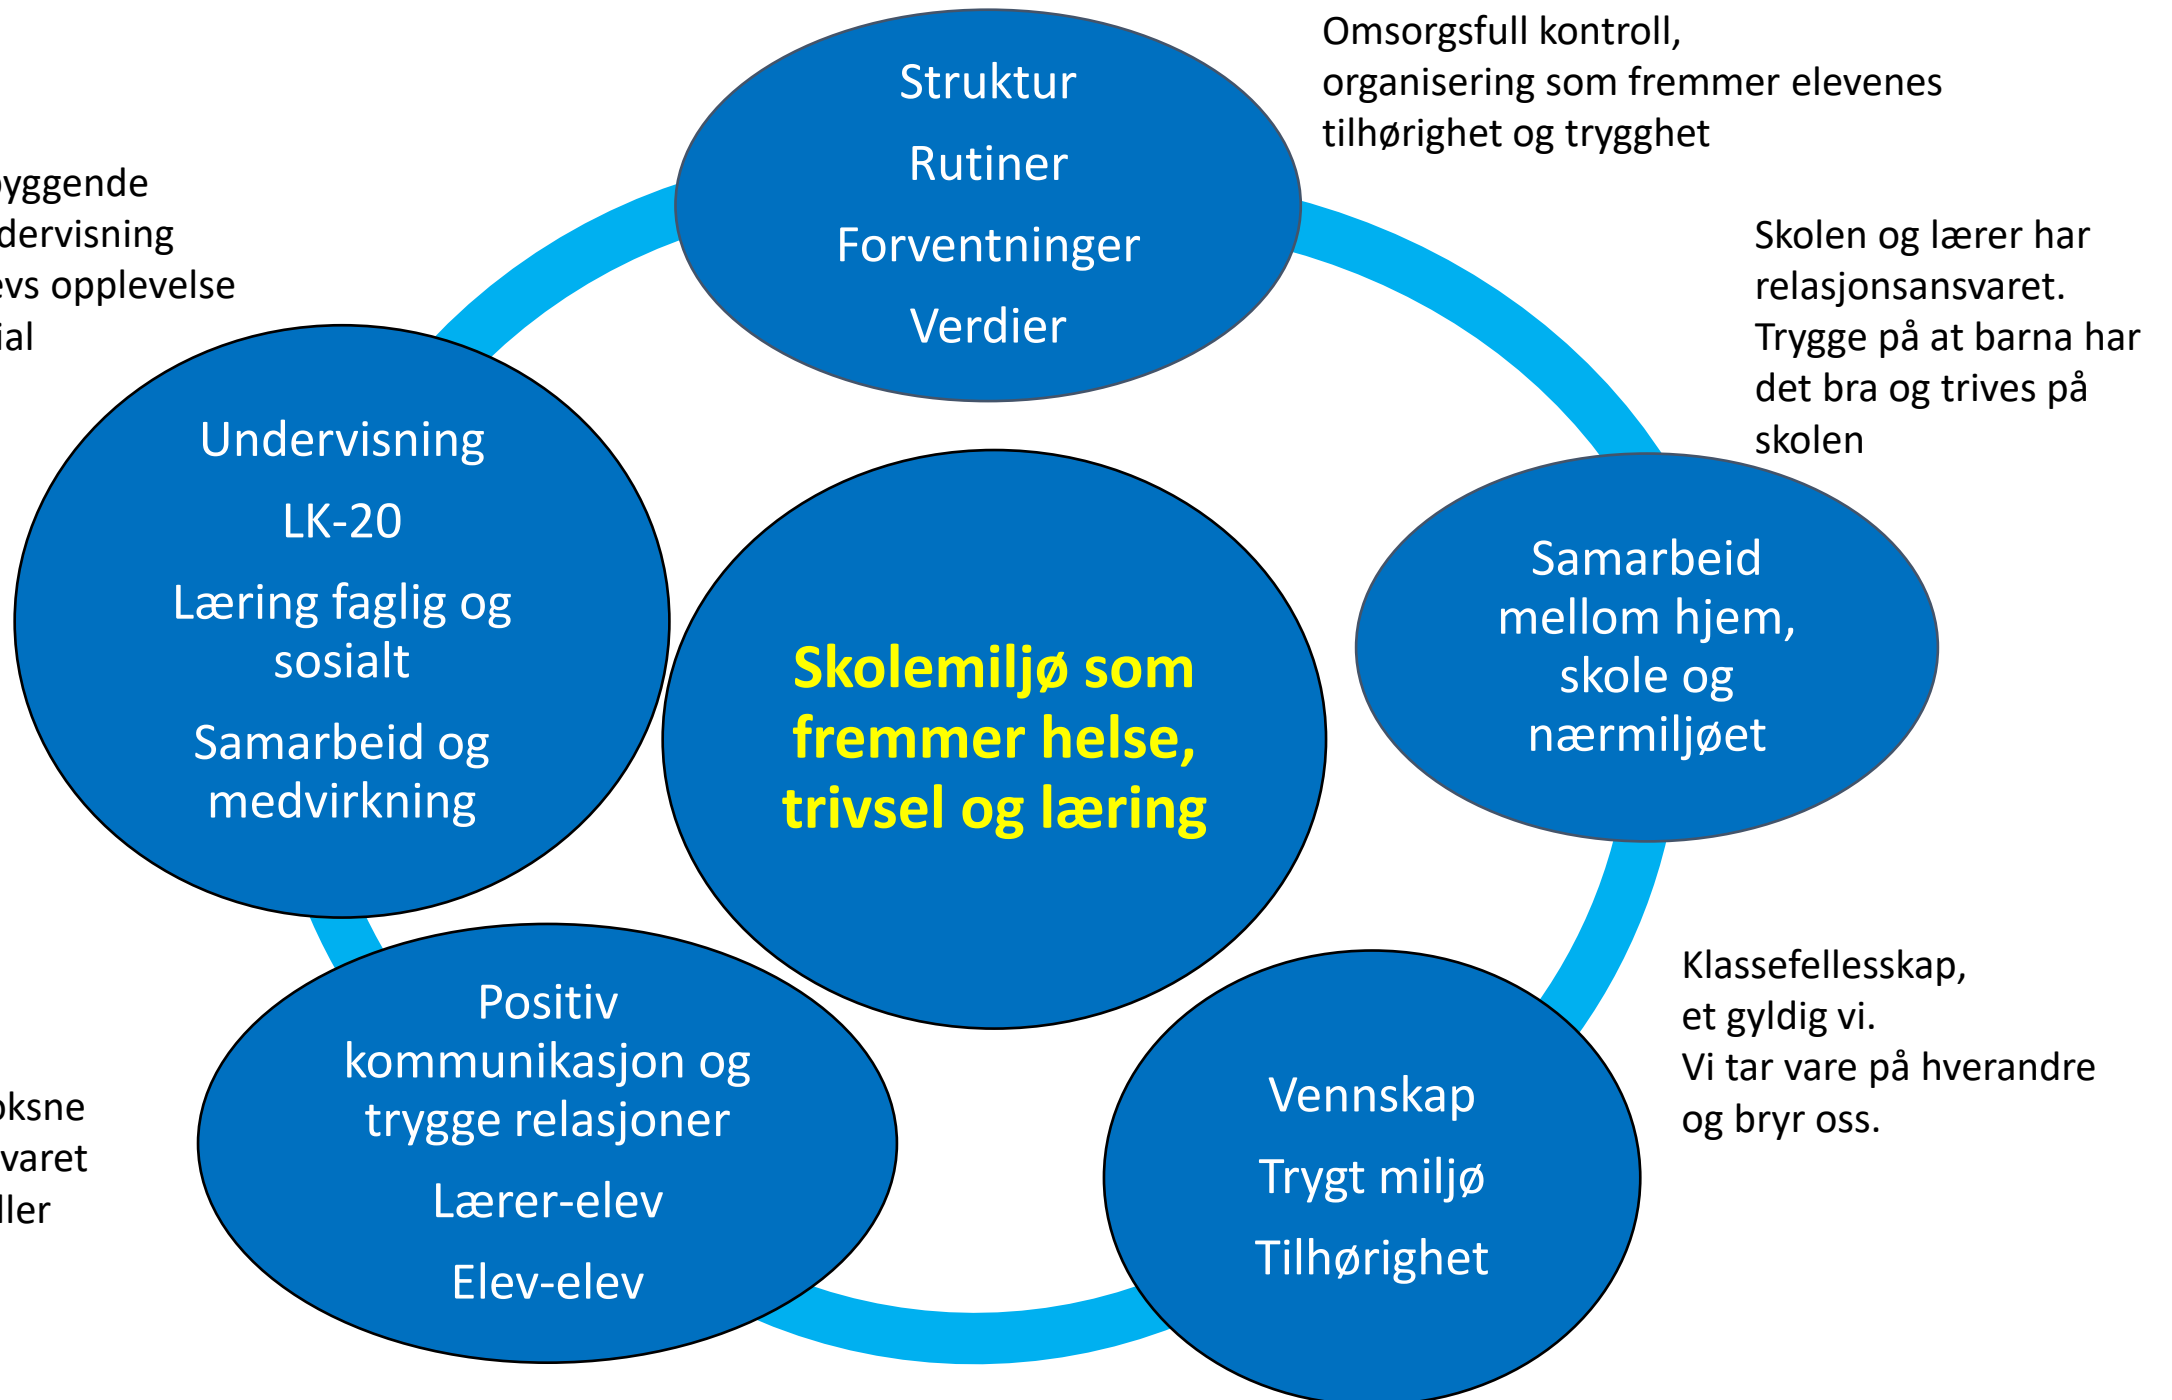 Omsorgsfull kontroll,
organisering som fremmer elevenes
tilhørighet og trygghet
Struktur
Rutiner
Forventninger
Verdier
opplevelse
Skolen og lærer har
relasjonsansvaret.
Trygge på at barna har
det bra og trives på
skolen
Undervisning
LK-20
Læring faglig og
sosialt
Samarbeid og
medvirkning
Skolemiljø som
fremmer helse,
trivsel og læring
Samarbeid
mellom hjem,
skole og
nærmiljøet
Positiv
kommunikasjon og
trygge relasjoner
Lærer-elev
Elev-elev
Vennskap
Trygt miljø
Tilhørighet
Klassefellesskap,
et gyldig vi.
Vi tar vare på hverandre
og bryr oss.